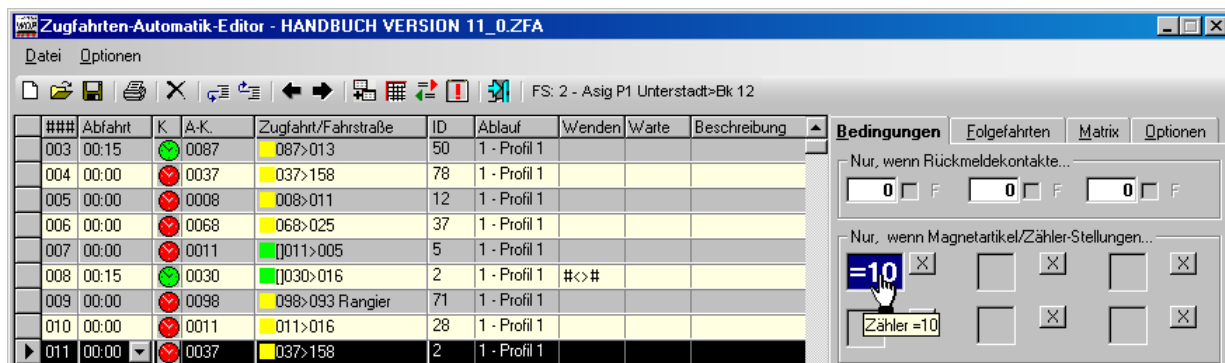 Zugfahrten-Automatik-Editor - HANDBUCH VERSION 11_0.ZFA
Datei Optionen
FS: 2 - Asig P1 Unterstadt>Bk 12
### Abfahrt K A-K. Zugfahrt/Fahrstraße ID Ablauf Wenden Warte Beschreibung
003 00:15 0087 087>013 50 1 - Profil 1
004 00:00 0037 037>158 78 1 - Profil 1
005 00:00 0008 008>011 12 1 - Profil 1
006 00:00 0068 068>025 37 1 - Profil 1
007 00:00 0011 []011>005 5 1 - Profil 1
008 00:15 0030 []030>016 2 1 - Profil 1 #<>#
009 00:00 0098 098>093 Rangier 71 1 - Profil 1
010 00:00 0011 011>016 28 1 - Profil 1
011 00:00 0037 037>158 2 1 - Profil 1
Bedingungen Folgefahrten Matrix Optionen
Nur, wenn Rückmeldekontakte...
0 F 0 F 0 F
Nur, wenn Magnetartikel/Zähler-Stellungen...
=10 X X X
Zähler =10 X X